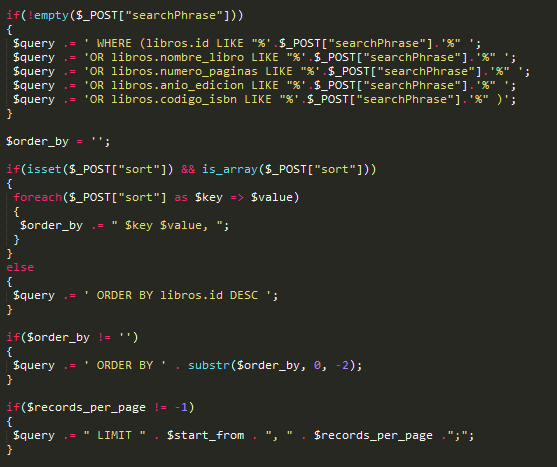 if(!empty($_POST["searchPhrase"]))
{
$query .= ' WHERE (libros.id LIKE "%'.$_POST["searchPhrase"].'%" ';
$query .= 'OR libros.nombre_libro LIKE "%'.$_POST["searchPhrase"].'%" ';
$query .= 'OR libros.numero_paginas LIKE "%'.$_POST["searchPhrase"].'%" ';
$query .= 'OR libros.anio_edicion LIKE "%'.$_POST["searchPhrase"].'%" ';
$query .= 'OR libros.codigo_isbn LIKE "%'.$_POST["searchPhrase"].'%" )';
}
$order_by = '';
if(isset($_POST["sort"]) && is_array($_POST["sort"]))
{
foreach($_POST["sort"] as $key => $value)
{
$order_by .= " $key $value, ";
}
}
else
{
$query .= ' ORDER BY libros.id DESC ';
}
if($order_by != '')
{
$query .= ' ORDER BY ' . substr($order_by, 0, -2);
}
if($records_per_page != -1)
{
$query .= " LIMIT " . $start_from . ", " . $records_per_page .";";
}